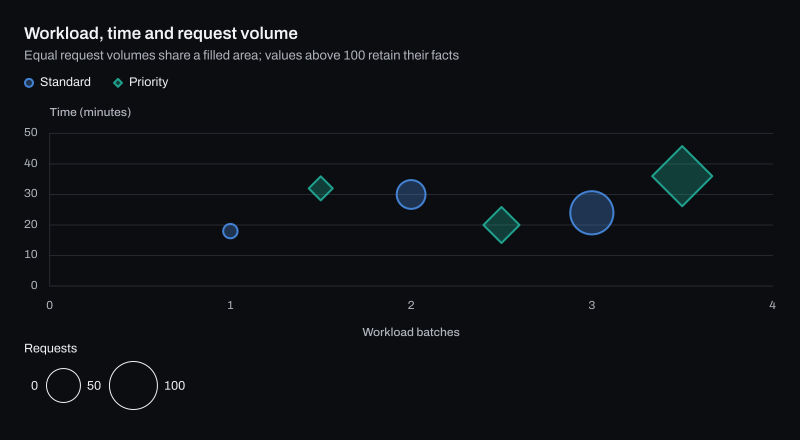 Workload, time and request volume
Equal request volumes share a filled area; values above 100 retain their facts
Standard Priority
Time (minutes)
50
40
30
20
10
0
0 1 2 3 4
Workload batches
Requests
0 50 100